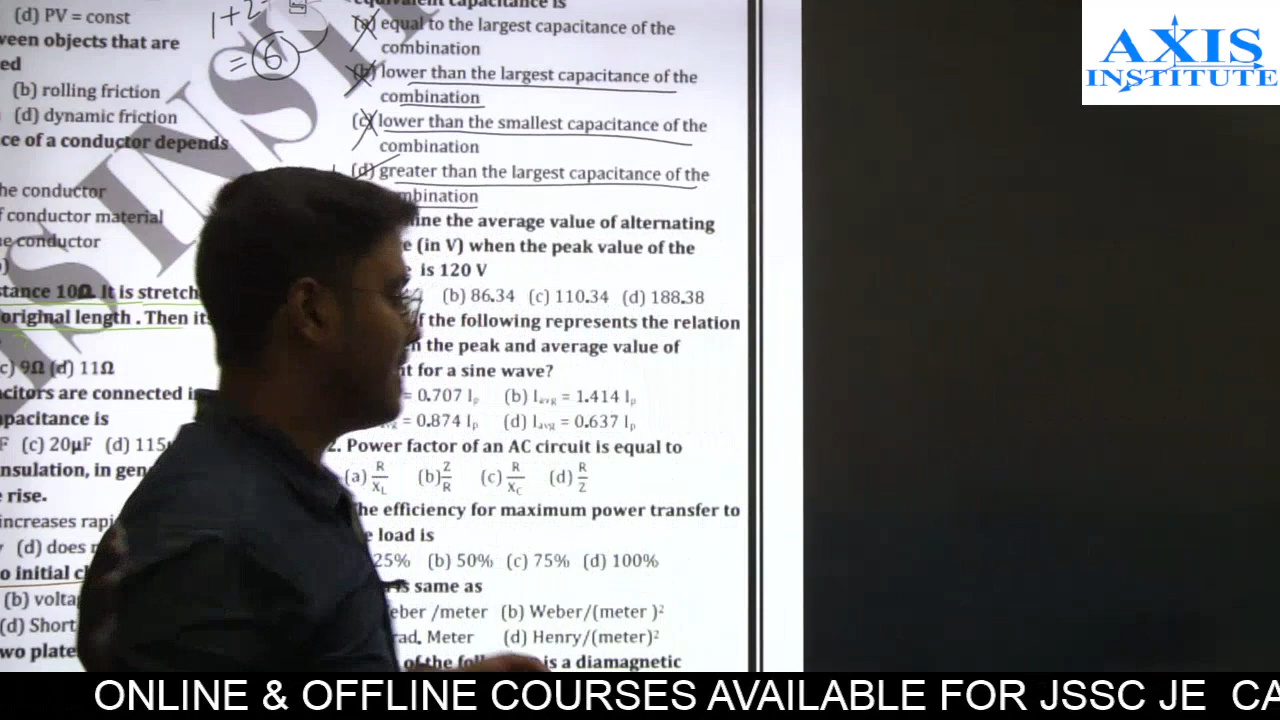 (d) PV = const
ween objects that are
ed
(b) rolling friction
(d) dynamic friction
ce of a conductor depends
he conductor
f conductor material
he conductor
stance 10Ω. It is stretch
original length . Then it
c) 9Ω (d) 11Ω
acitors are connected i
apacitance is
F (c) 20μF (d) 115
nsulation, in gen
e rise.
increases rapi
(d) does
o initial c
(b) volta
(d) Short
wo plate
1+2
= 6
equivalent capacitance is
(a) equal to the largest capacitance of the
combination
(b) lower than the largest capacitance of the
combination
(c) lower than the smallest capacitance of the
combination
(d) greater than the largest capacitance of the
mbination
ine the average value of alternating
e (in V) when the peak value of the
e is 120 V
(b) 86.34 (c) 110.34 (d) 188.38
f the following represents the relation
n the peak and average value of
t for a sine wave?
= 0.707 Iₚ (b) Iₐᵥg = 1.414 Iₚ
= 0.874 Iₚ (d) Iₐᵥg = 0.637 Iₚ
2. Power factor of an AC circuit is equal to
(a) R/X_L (b) Z/R (c) R/X_C (d) R/Z
he efficiency for maximum power transfer to
e load is
25% (b) 50% (c) 75% (d) 100%
is same as
eber /meter (b) Weber/(meter )²
rad. Meter (d) Henry/(meter)²
of the foll is a diamagnetic
AXIS
INSTITUTE
ONLINE & OFFLINE COURSES AVAILABLE FOR JSSC JE CA